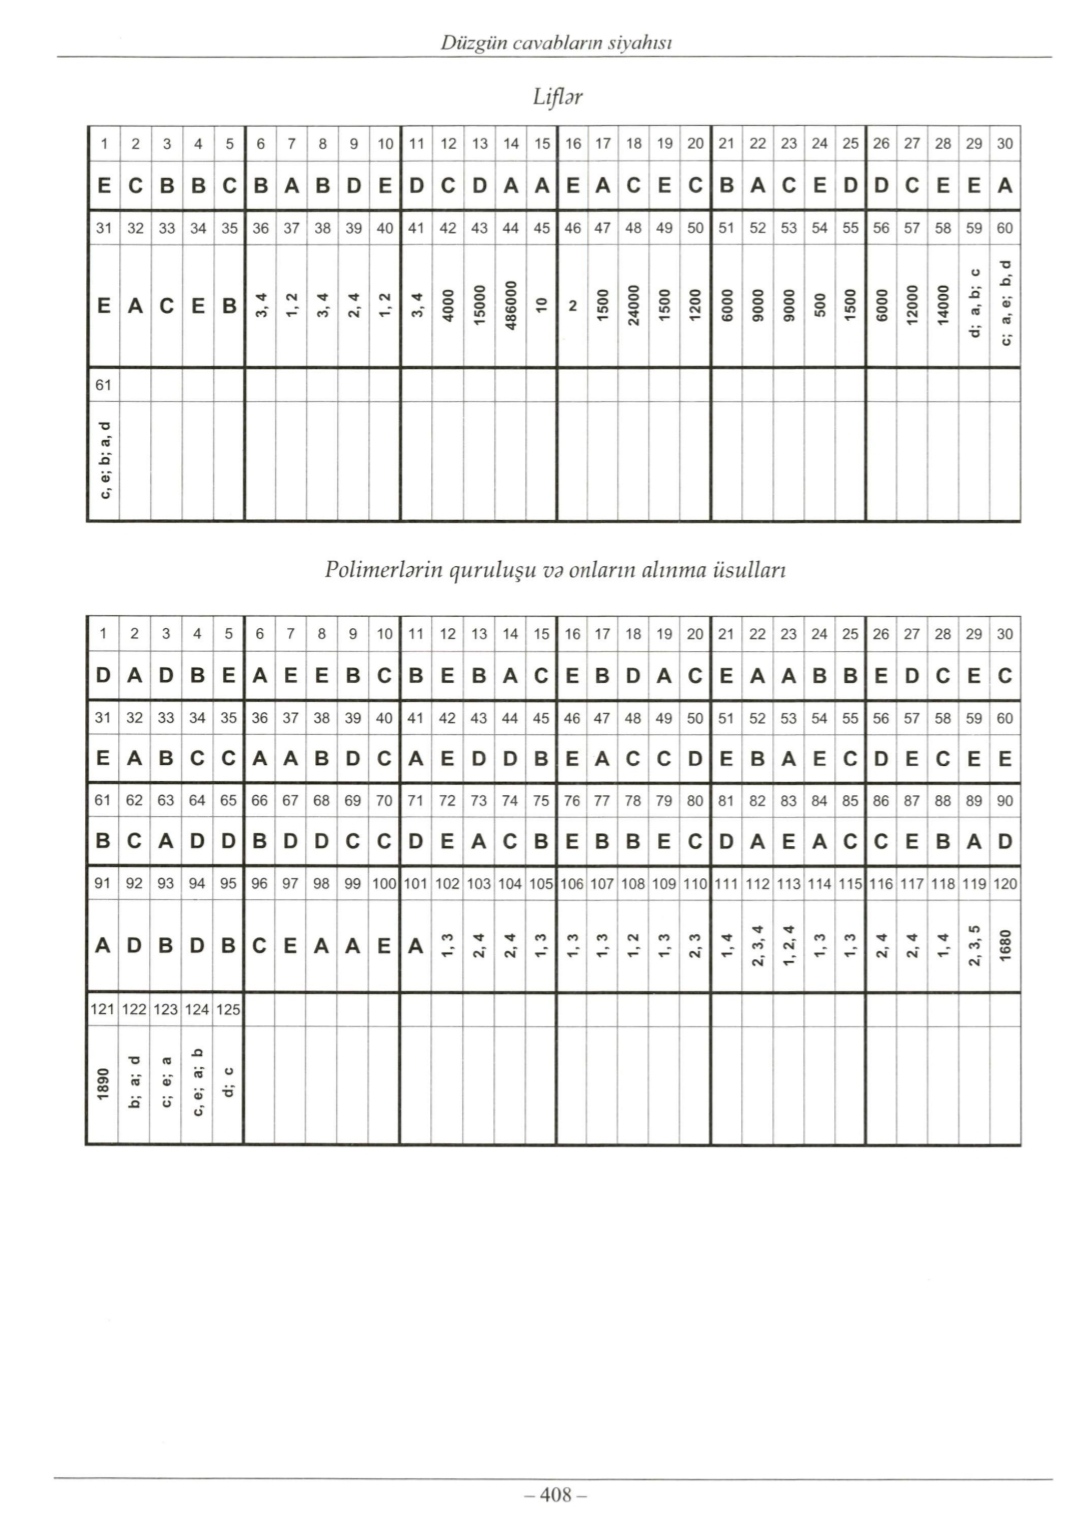 Düzgün cavabların siyahısı
Liflər
1 2 3 4 5 6 7 8 9 10 11 12 13 14 15 16 17 18 19 20 21 22 23 24 25 26 27 28 29 30
E C B B C B A B D E D C D A A E A C E C B A C E D D C E E A
31 32 33 34 35 36 37 38 39 40 41 42 43 44 45 46 47 48 49 50 51 52 53 54 55 56 57 58 59 60
E A C E B 3, 4 1, 2 3, 4 2, 4 1, 2 3, 4 4000 15000 486000 10 2 1500 24000 1500 1200 6000 9000 9000 500 1500 6000 12000 14000 d; a, b; c c; a, e; b, d
61
c, e; b; a, d
Polimerlərin quruluşu və onların alınma üsulları
1 2 3 4 5 6 7 8 9 10 11 12 13 14 15 16 17 18 19 20 21 22 23 24 25 26 27 28 29 30
D A D B E A E E B C B E B A C E B D A C E A A B B E D C E C
31 32 33 34 35 36 37 38 39 40 41 42 43 44 45 46 47 48 49 50 51 52 53 54 55 56 57 58 59 60
E A B C C A A B D C A E D D B E A C C D E B A E C D E C E E
61 62 63 64 65 66 67 68 69 70 71 72 73 74 75 76 77 78 79 80 81 82 83 84 85 86 87 88 89 90
B C A D D B D D C C D E A C B E B B E C D A E A C C E B A D
91 92 93 94 95 96 97 98 99 100 101 102 103 104 105 106 107 108 109 110 111 112 113 114 115 116 117 118 119 120
A D B D B C E A A E A 1, 3 2, 4 2, 4 1, 3 1, 3 1, 3 1, 2 1, 3 2, 3 1, 4 2, 3, 4 1, 2, 4 1, 3 1, 3 2, 4 2, 4 1, 4 2, 3, 5 1680
121 122 123 124 125
1890 b; a; d c; e; a c, e; a; b d; c
– 408 –